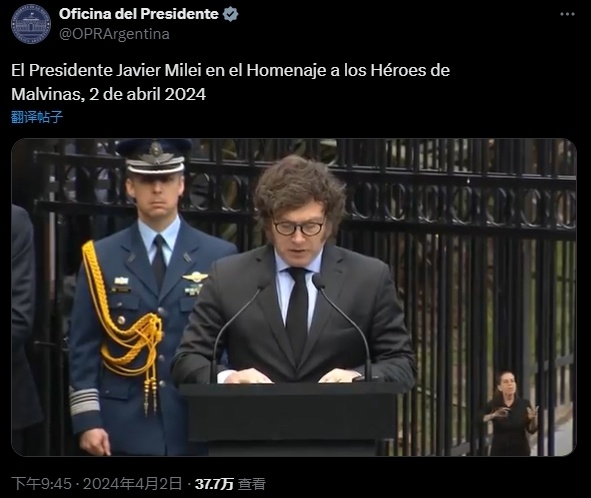 Oficina del Presidente
@OPRArgentina
El Presidente Javier Milei en el Homenaje a los Héroes de
Malvinas, 2 de abril 2024
翻译帖子
下午9:45 · 2024年4月2日 · 37.7万 查看